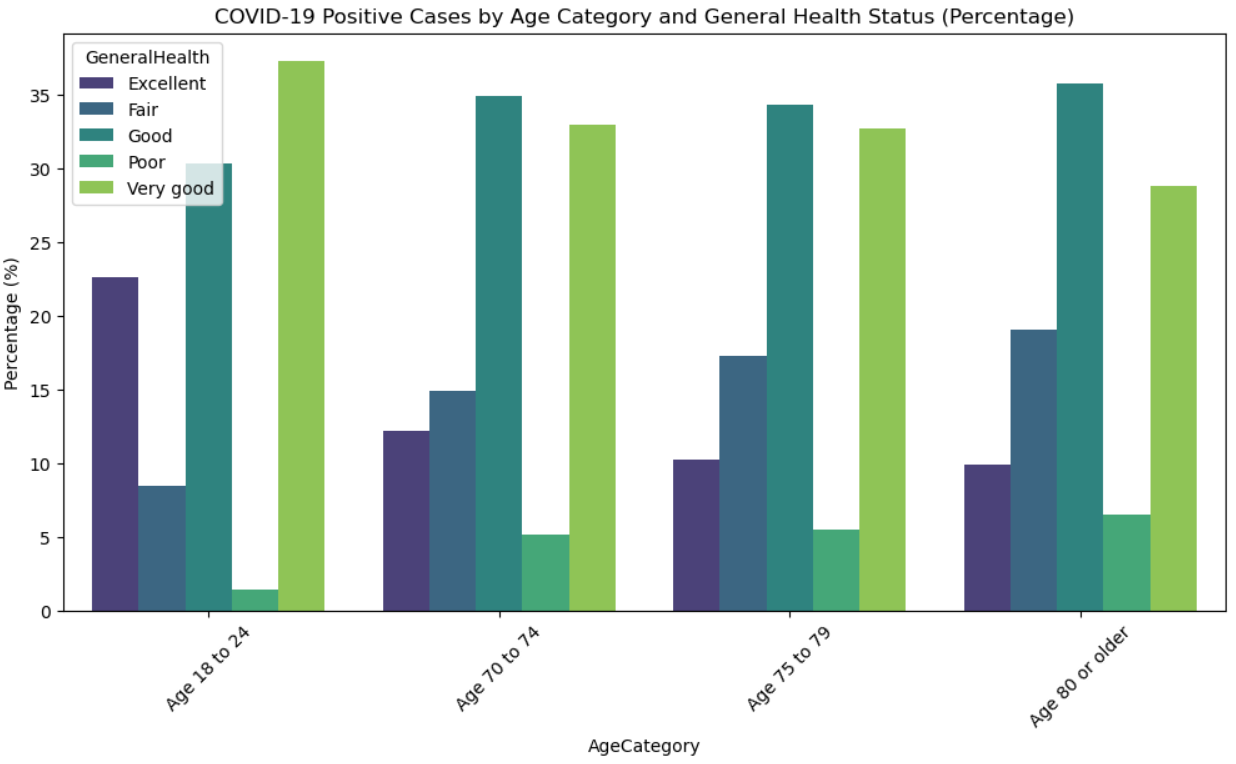 COVID-19 Positive Cases by Age Category and General Health Status (Percentage)
GeneralHealth
Excellent
Fair
Good
Poor
Very good
Percentage (%)
35
30
25
20
15
10
5
0
Age 18 to 24
Age 70 to 74
Age 75 to 79
Age 80 or older
AgeCategory